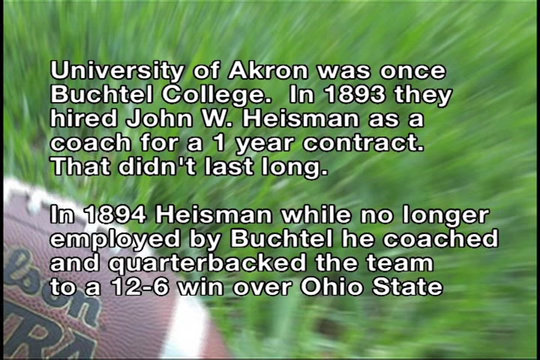 University of Akron was once
Buchtel College.  In 1893 they
hired John W. Heisman as a
coach for a 1 year contract.
That didn't last long.
In 1894 Heisman while no longer
employed by Buchtel he coached
and quarterbacked the team
to a 12-6 win over Ohio State